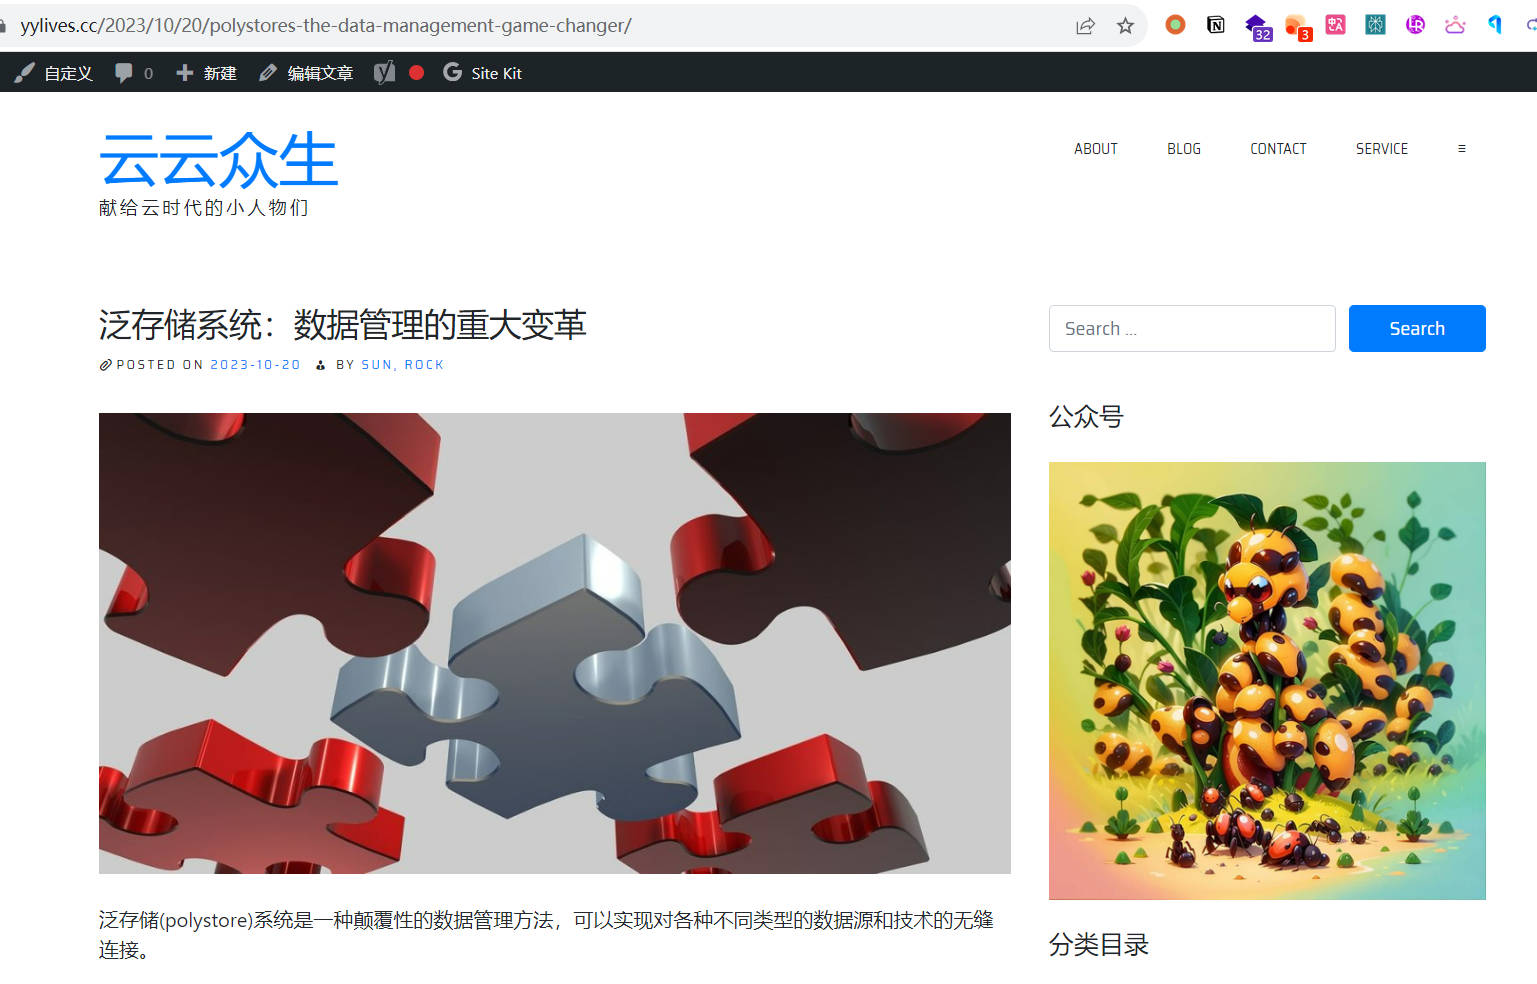 yylives.cc/2023/10/20/polystores-the-data-management-game-changer/
32
3
自定义 0 新建 编辑文章 Site Kit
云云众生
献给云时代的小人物们
ABOUT BLOG CONTACT SERVICE ≡
泛存储系统：数据管理的重大变革
POSTED ON 2023-10-20 BY SUN, ROCK
Search ... Search
公众号
泛存储(polystore)系统是一种颠覆性的数据管理方法，可以实现对各种不同类型的数据源和技术的无缝
连接。
分类目录